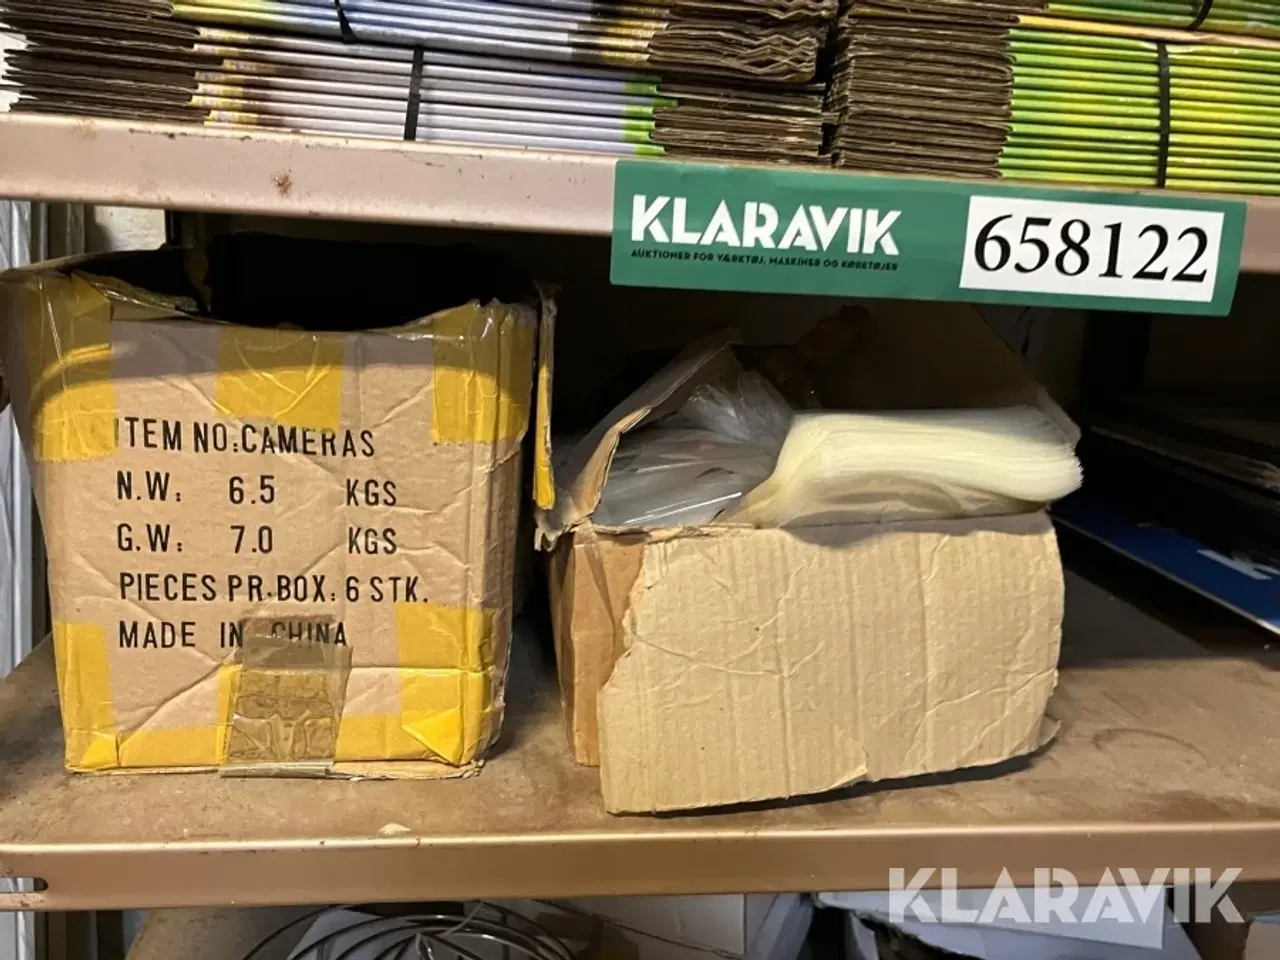 KLARAVIK
AUKTIONER FOR VÆRKTØJ, MASKINER OG KØRETØJER
658122
ITEM NO:CAMERAS
N.W: 6.5 KGS
G.W: 7.0 KGS
PIECES PR.BOX: 6 STK.
MADE IN CHINA
KLARAVIK